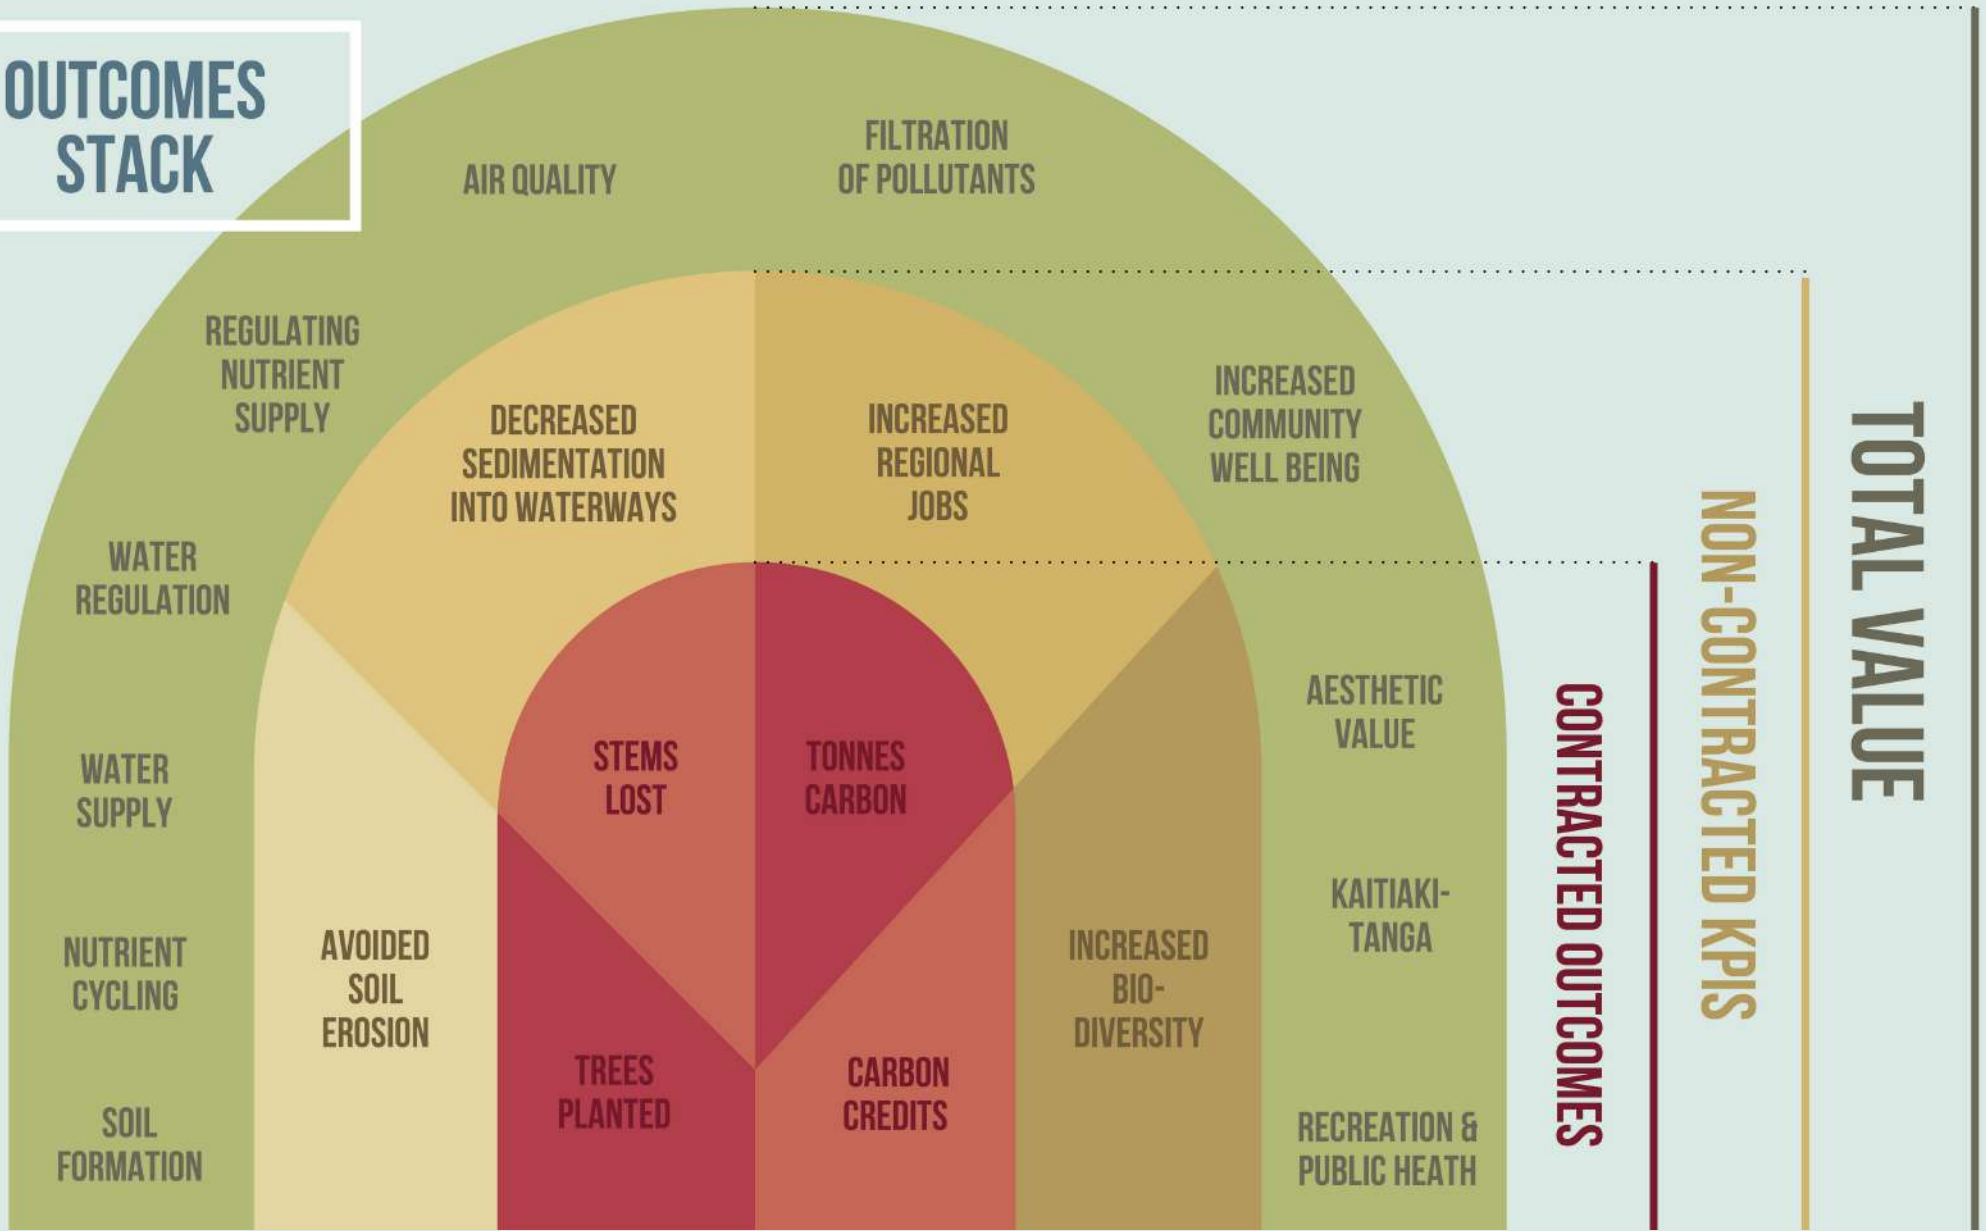 OUTCOMES
STACK
AIR QUALITY
FILTRATION
OF POLLUTANTS
REGULATING
NUTRIENT
SUPPLY
INCREASED
COMMUNITY
WELL BEING
DECREASED
SEDIMENTATION
INTO WATERWAYS
INCREASED
REGIONAL
JOBS
WATER
REGULATION
AESTHETIC
VALUE
STEMS
LOST
TONNES
CARBON
WATER
SUPPLY
KAITIAKI-
TANGA
NUTRIENT
CYCLING
AVOIDED
SOIL
EROSION
INCREASED
BIO-
DIVERSITY
TREES
PLANTED
CARBON
CREDITS
SOIL
FORMATION
RECREATION &
PUBLIC HEATH
CONTRACTED OUTCOMES
NON-CONTRACTED KPIS
TOTAL VALUE